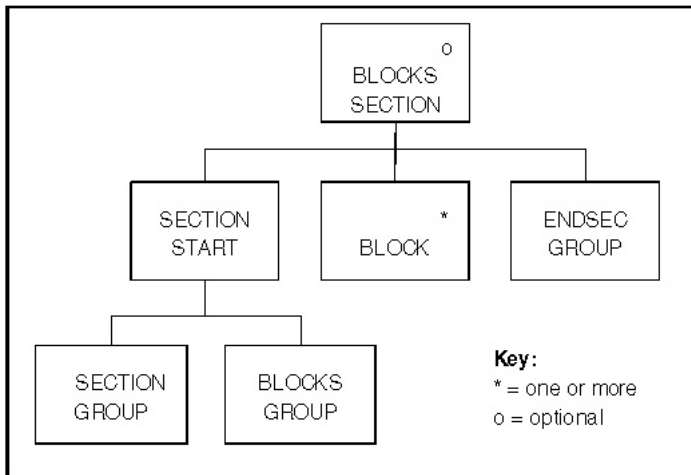 o
BLOCKS
SECTION
SECTION
START
*
BLOCK
ENDSEC
GROUP
SECTION
GROUP
BLOCKS
GROUP
Key:
* = one or more
o = optional